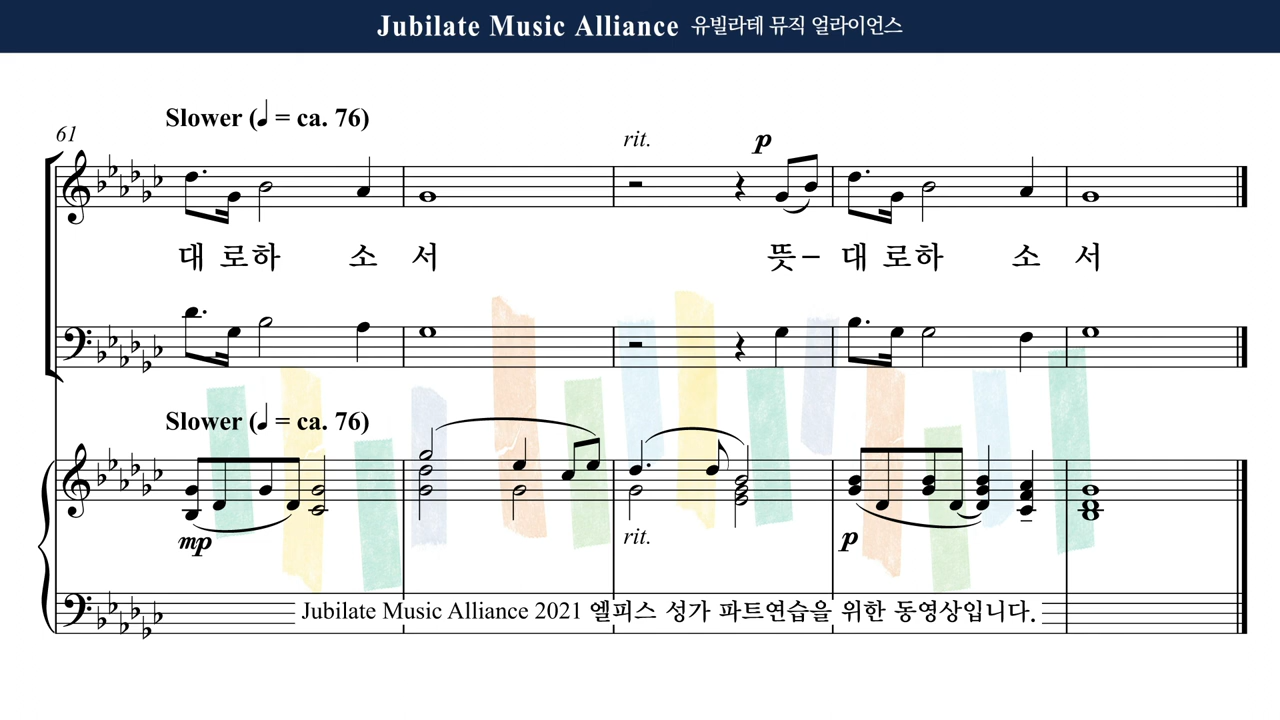 Jubilate Music Alliance 유빌라테 뮤직 얼라이언스
Slower (♩ = ca. 76)
61
rit.
p
대 로하 소 서 뜻– 대 로하 소 서
Slower (♩ = ca. 76)
mp
rit.
p
Jubilate Music Alliance 2021 엘피스 성가 파트연습을 위한 동영상입니다.